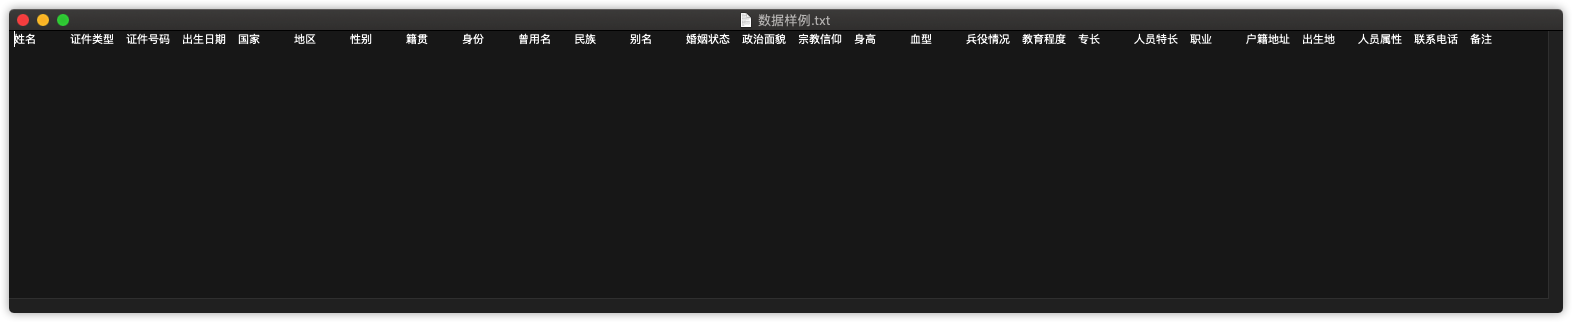 数据样例.txt
姓名 证件类型 证件号码 出生日期 国家 地区 性别 籍贯 身份 曾用名 民族 别名 婚姻状态 政治面貌 宗教信仰 身高 血型 兵役情况 教育程度 专长 人员特长 职业 户籍地址 出生地 人员属性 联系电话 备注